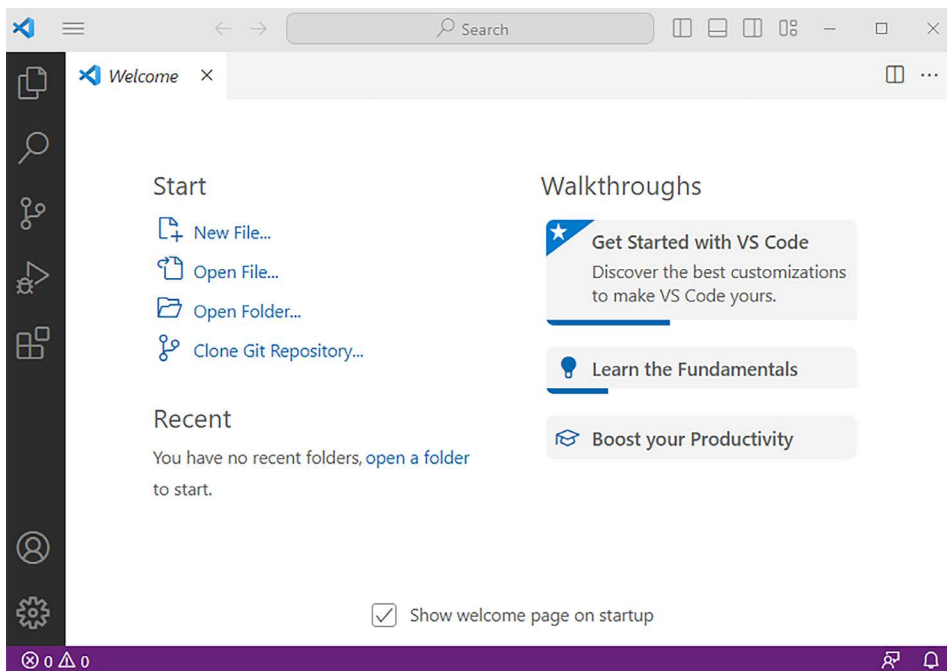 Search
Welcome
Start
New File...
Open File...
Open Folder...
Clone Git Repository...
Recent
You have no recent folders, open a folder
to start.
Walkthroughs
Get Started with VS Code
Discover the best customizations
to make VS Code yours.
Learn the Fundamentals
Boost your Productivity
Show welcome page on startup
0 0